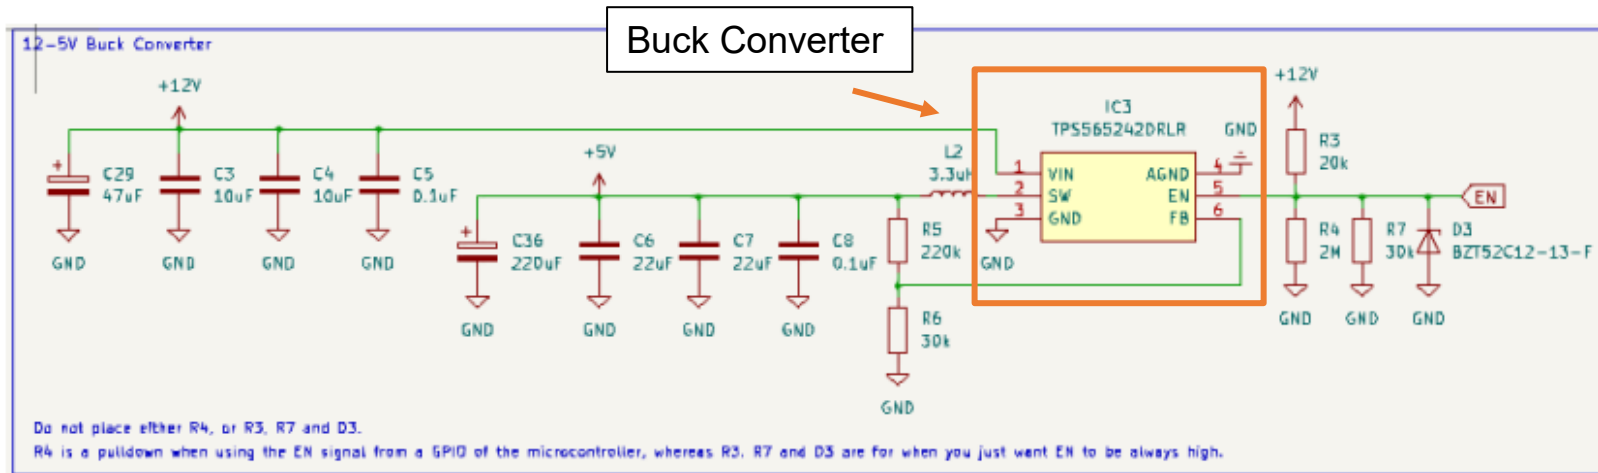 Buck Converter
12-5V Buck Converter
+12V
C29
47uF
GND
C3
10uF
GND
C4
10uF
GND
C5
0.1uF
GND
+5V
C36
220uF
GND
C6
22uF
GND
C7
22uF
GND
C8
0.1uF
GND
L2
3.3uH
R5
220k
R6
30k
GND
IC3
TPS565242DRLR
1 VIN
2 SW
3 GND
AGND 4
EN 5
FB 6
GND
GND
+12V
R3
20k
R4
2M
GND
R7
30k
GND
D3
BZT52C12-13-F
GND
EN
Do not place either R4, or R3, R7 and D3.
R4 is a pulldown when using the EN signal from a GPIO of the microcontroller, whereas R3, R7 and D3 are for when you just want EN to be always high.